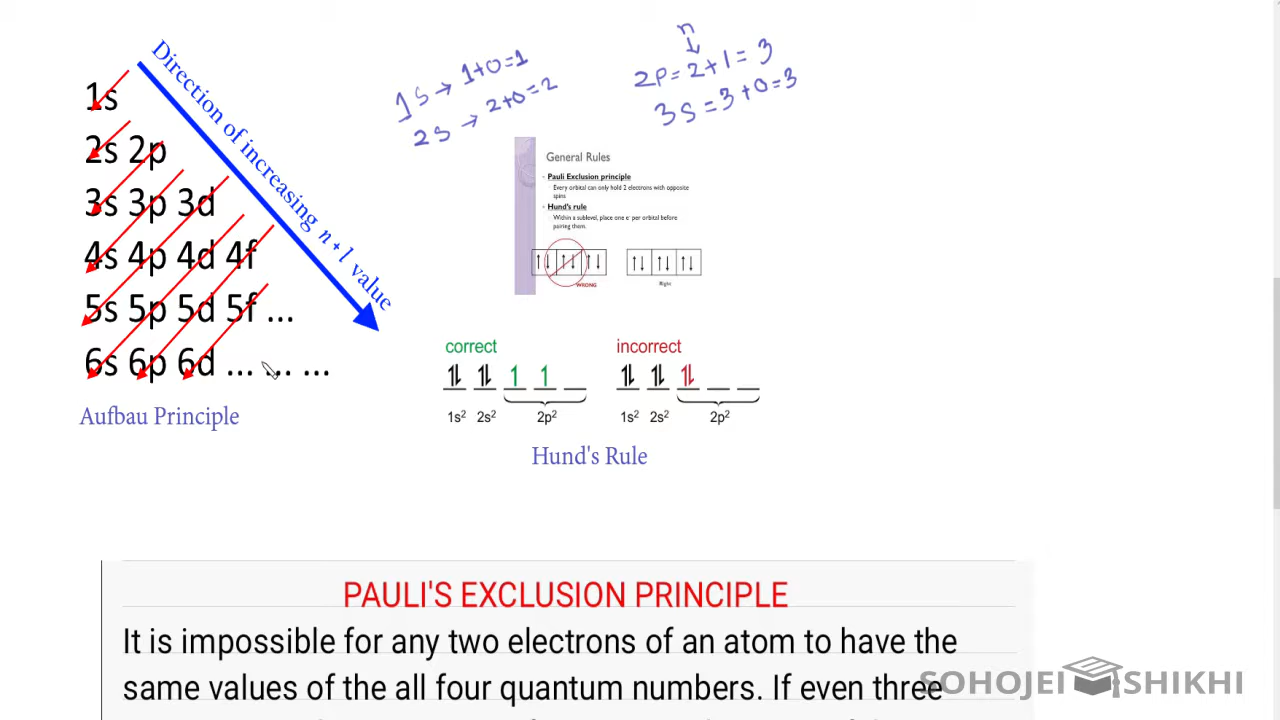 1s
2s 2p
3s 3p 3d
4s 4p 4d 4f
5s 5p 5d 5f ...
6s 6p 6d ... ... ...
Direction of increasing n + l value
Aufbau Principle
1s → 1+0=1
2s → 2+0=2
n
↓
2p = 2+1 = 3
3s = 3+0=3
General Rules
Pauli Exclusion principle
Every orbital can only hold 2 electrons with opposite
spins
Hund's rule
Within a sublevel, place one e⁻ per orbital before
pairing them.
WRONG
Right
correct
1s² 2s² 2p²
incorrect
1s² 2s² 2p²
Hund's Rule
PAULI'S EXCLUSION PRINCIPLE
It is impossible for any two electrons of an atom to have the
same values of the all four quantum numbers. If even three
SOHOJEI SHIKHI